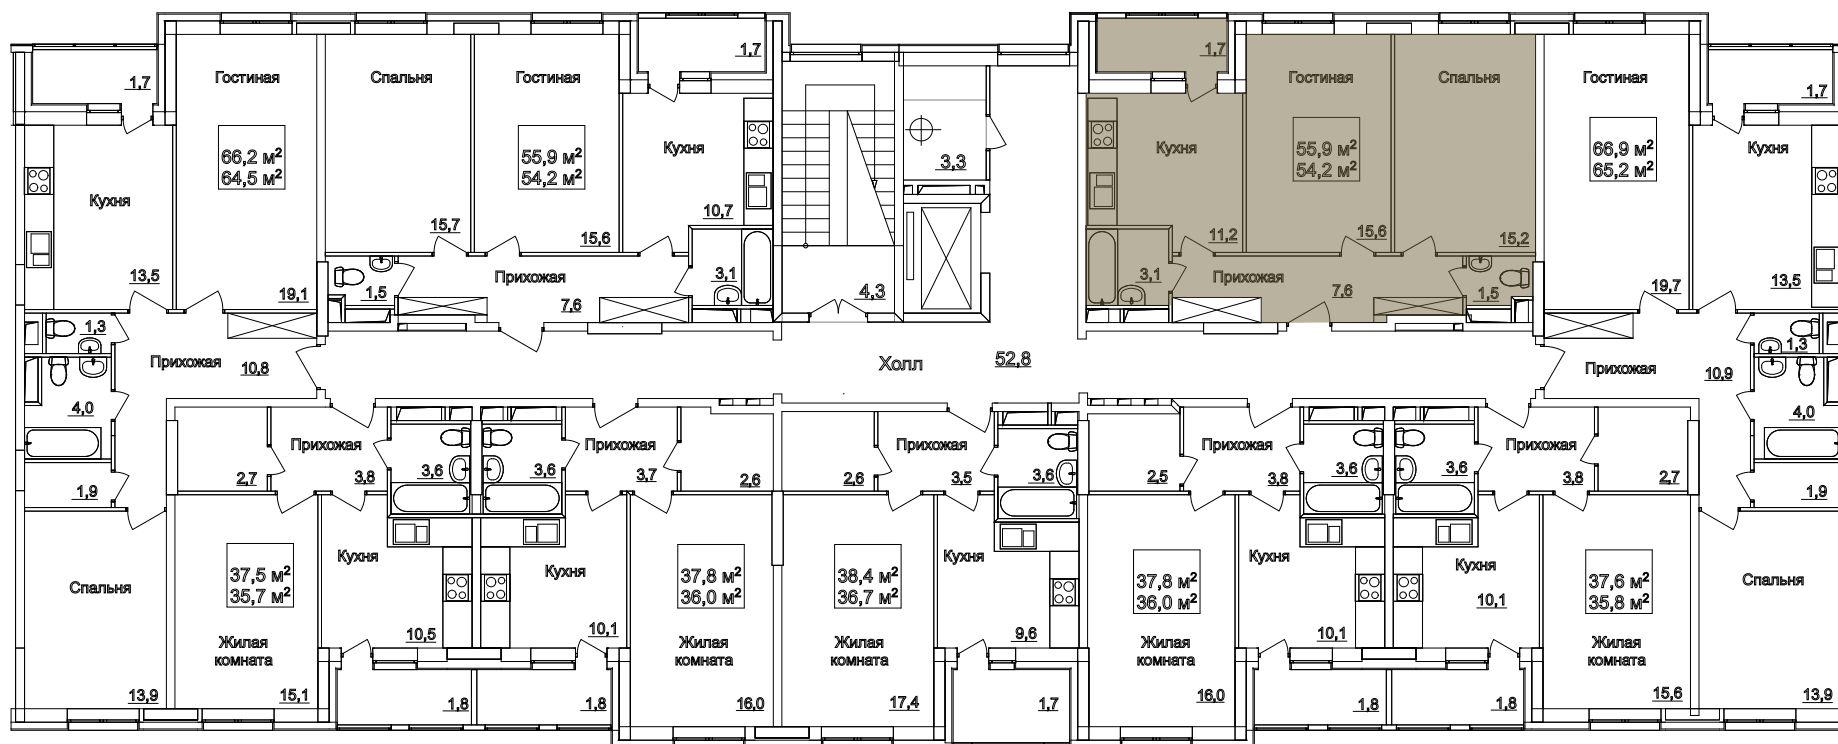 1,7
Гостиная
66,2 м²
64,5 м²
Кухня
13,5
19,1
Спальня
15,7
Гостиная
55,9 м²
54,2 м²
15,6
1,7
Кухня
10,7
1,5
Прихожая
7,6
3,1
4,3
3,3
1,7
Кухня
11,2
Гостиная
55,9 м²
54,2 м²
15,6
Спальня
15,2
3,1
Прихожая
7,6
1,5
Гостиная
66,9 м²
65,2 м²
19,7
1,7
Кухня
13,5
1,3
Прихожая
10,8
4,0
1,9
Холл
52,8
Прихожая
10,9
1,3
4,0
1,9
2,7
Прихожая
3,8
3,6
3,6
Прихожая
3,7
2,6
2,6
Прихожая
3,5
3,6
2,5
Прихожая
3,8
3,6
3,6
Прихожая
3,8
2,7
Спальня
13,9
37,5 м²
35,7 м²
Жилая
комната
15,1
Кухня
10,5
1,8
Кухня
10,1
1,8
37,8 м²
36,0 м²
Жилая
комната
16,0
38,4 м²
36,7 м²
Жилая
комната
17,4
Кухня
9,6
1,7
37,8 м²
36,0 м²
Жилая
комната
16,0
Кухня
10,1
1,8
Кухня
10,1
1,8
37,6 м²
35,8 м²
Жилая
комната
15,6
Спальня
13,9